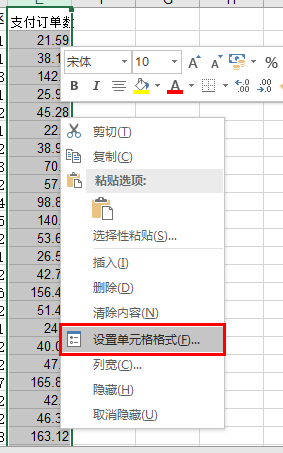 E F G H
率 支付订单数
21.59
38.1
142.
25.9
45.28
22.
38.9
70.
57.
98.8
140.
53.6
26.5
42.7
156.4
51.4
24.
40.0
47.
165.8
42.
46.3
163.12
宋体 10 A A %
B I A
剪切(T)
复制(C)
粘贴选项:
选择性粘贴(S)...
插入(I)
删除(D)
清除内容(N)
设置单元格格式(F)...
列宽(C)...
隐藏(H)
取消隐藏(U)